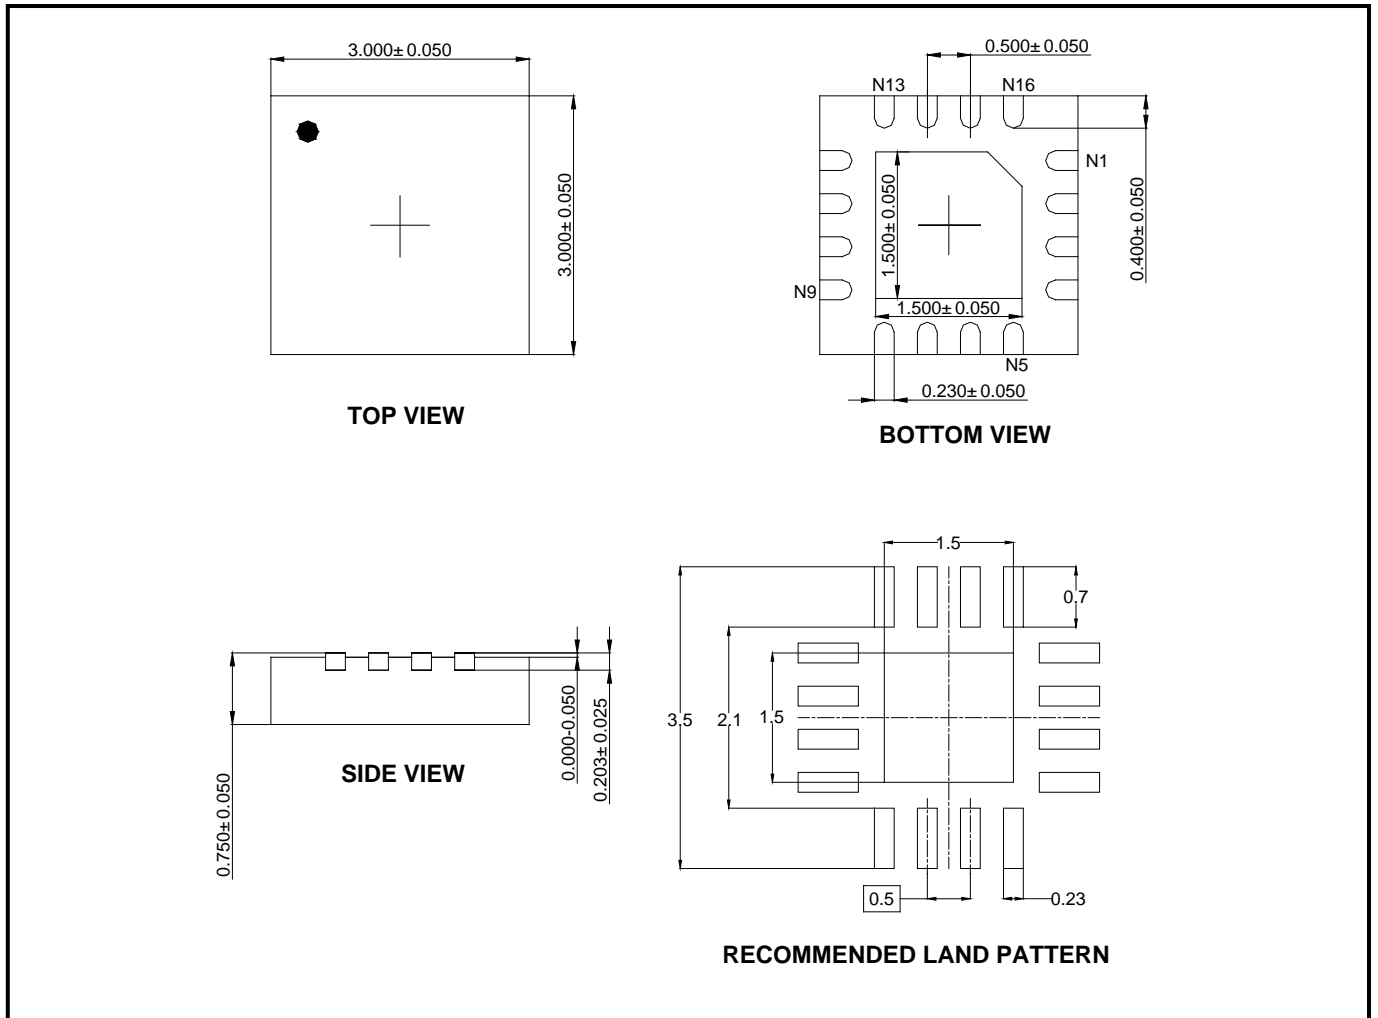 3.000± 0.050
3.000± 0.050
TOP VIEW
0.500± 0.050
N13
N16
N1
0.400± 0.050
1.500± 0.050
N9
1.500± 0.050
N5
0.230± 0.050
BOTTOM VIEW
0.750± 0.050
0.000-0.050
0.203± 0.025
SIDE VIEW
1.5
0.7
3.5
2.1
1.5
0.5
0.23
RECOMMENDED LAND PATTERN